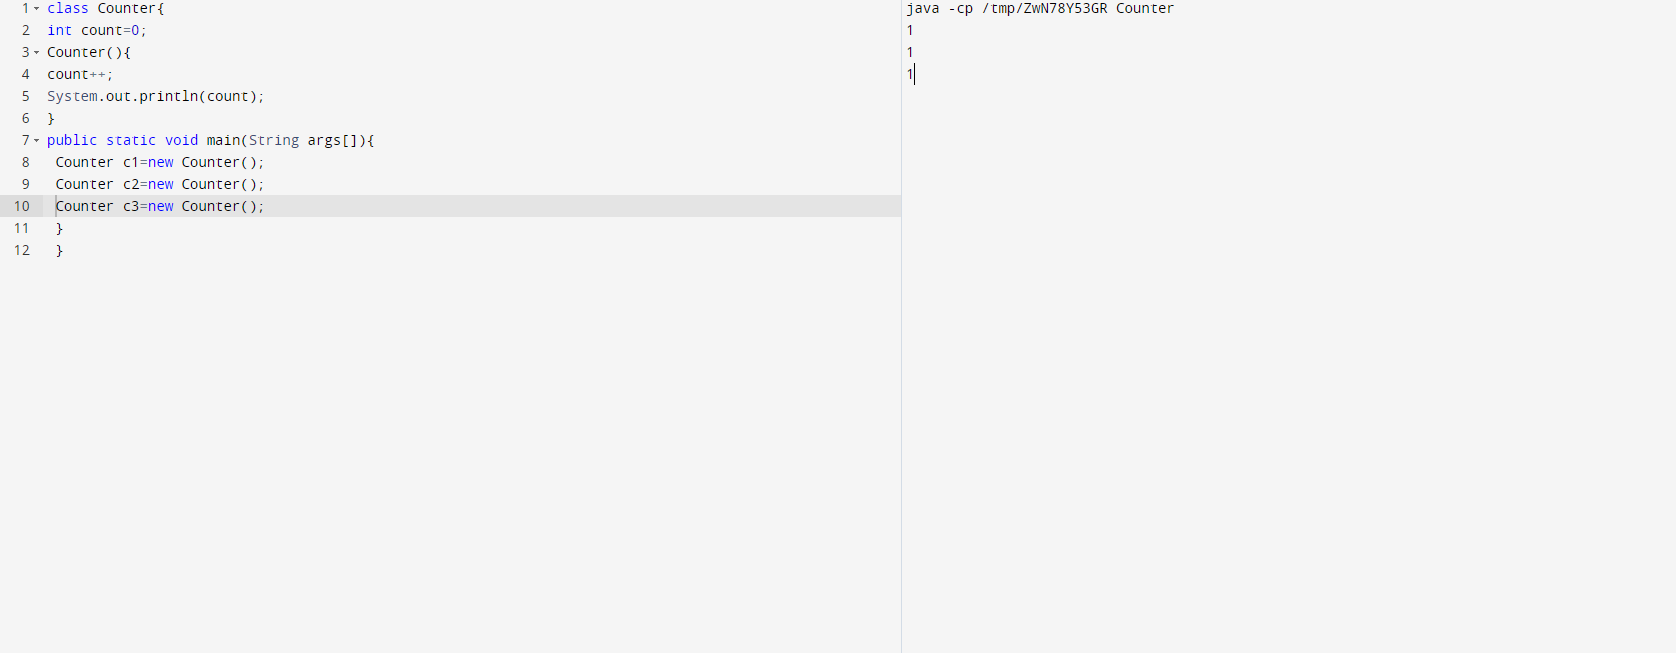 1 class Counter{
2 int count=0;
3 Counter(){
4 count++;
5 System.out.println(count);
6 }
7 public static void main(String args[]){
8 Counter c1=new Counter();
9 Counter c2=new Counter();
10 Counter c3=new Counter();
11 }
12 }
java -cp /tmp/ZwN78Y53GR Counter
1
1
1